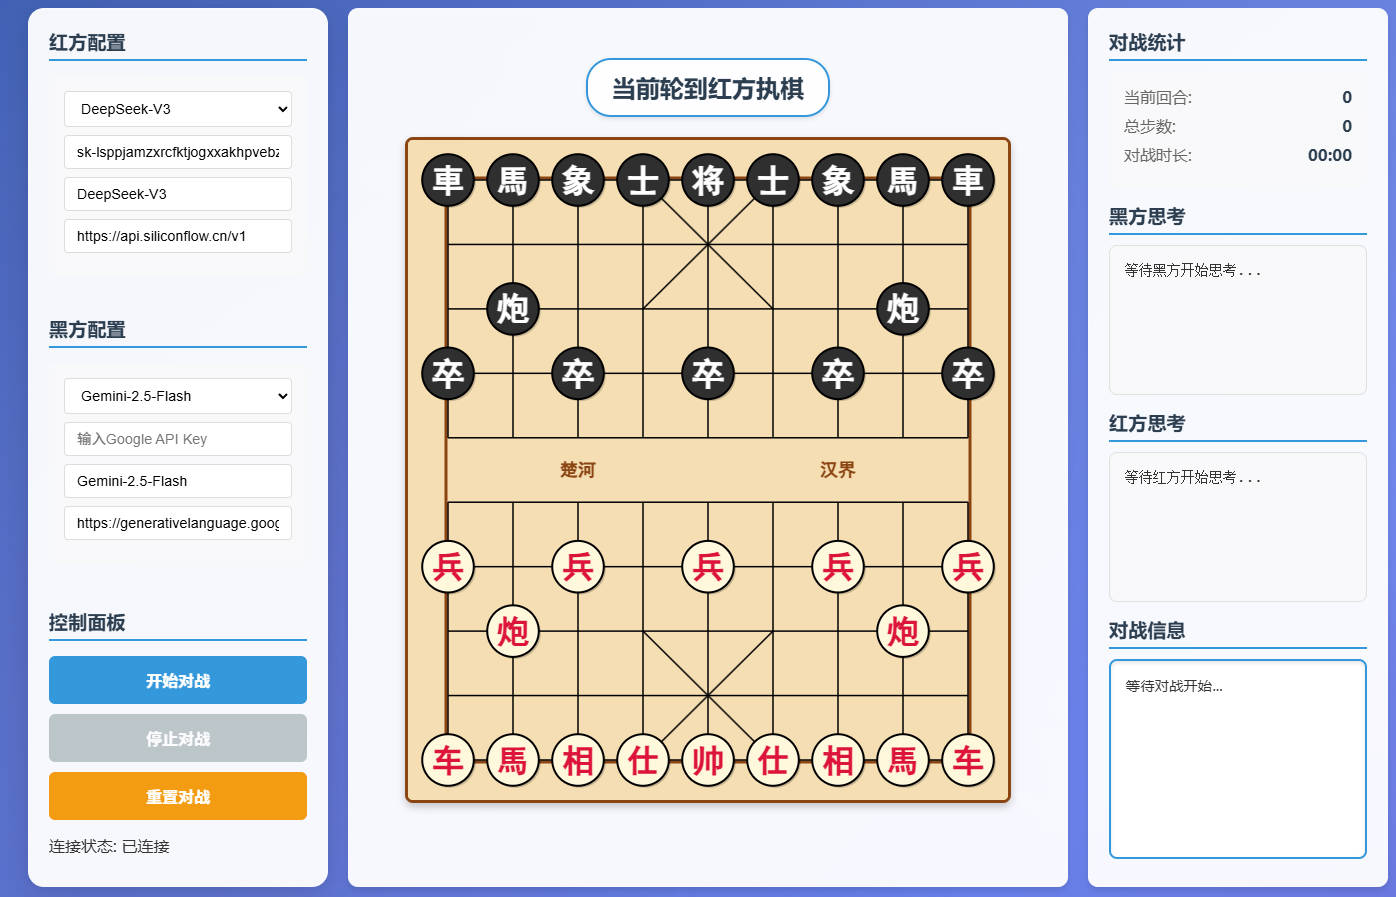 红方配置
DeepSeek-V3
sk-lsppjamzxrcfktjogxxakhpvebz
DeepSeek-V3
https://api.siliconflow.cn/v1
黑方配置
Gemini-2.5-Flash
输入Google API Key
Gemini-2.5-Flash
https://generativelanguage.goog
控制面板
开始对战
停止对战
重置对战
连接状态: 已连接
当前轮到红方执棋
車 馬 象 士 将 士 象 馬 車
炮 炮
卒 卒 卒 卒 卒
楚河 汉界
兵 兵 兵 兵 兵
炮 炮
车 馬 相 仕 帅 仕 相 馬 车
对战统计
当前回合: 0
总步数: 0
对战时长: 00:00
黑方思考
等待黑方开始思考...
红方思考
等待红方开始思考...
对战信息
等待对战开始...